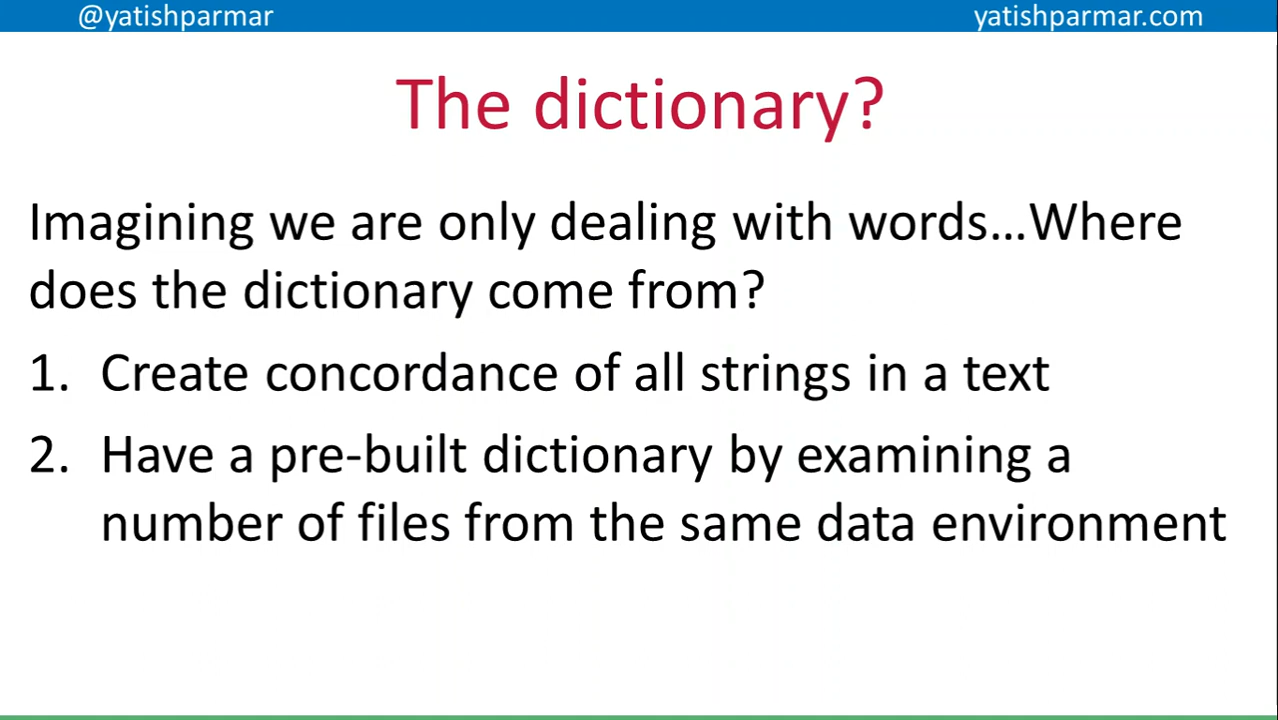 @yatishparmar
yatishparmar.com
The dictionary?
Imagining we are only dealing with words...Where
does the dictionary come from?
1. Create concordance of all strings in a text
2. Have a pre-built dictionary by examining a
number of files from the same data environment